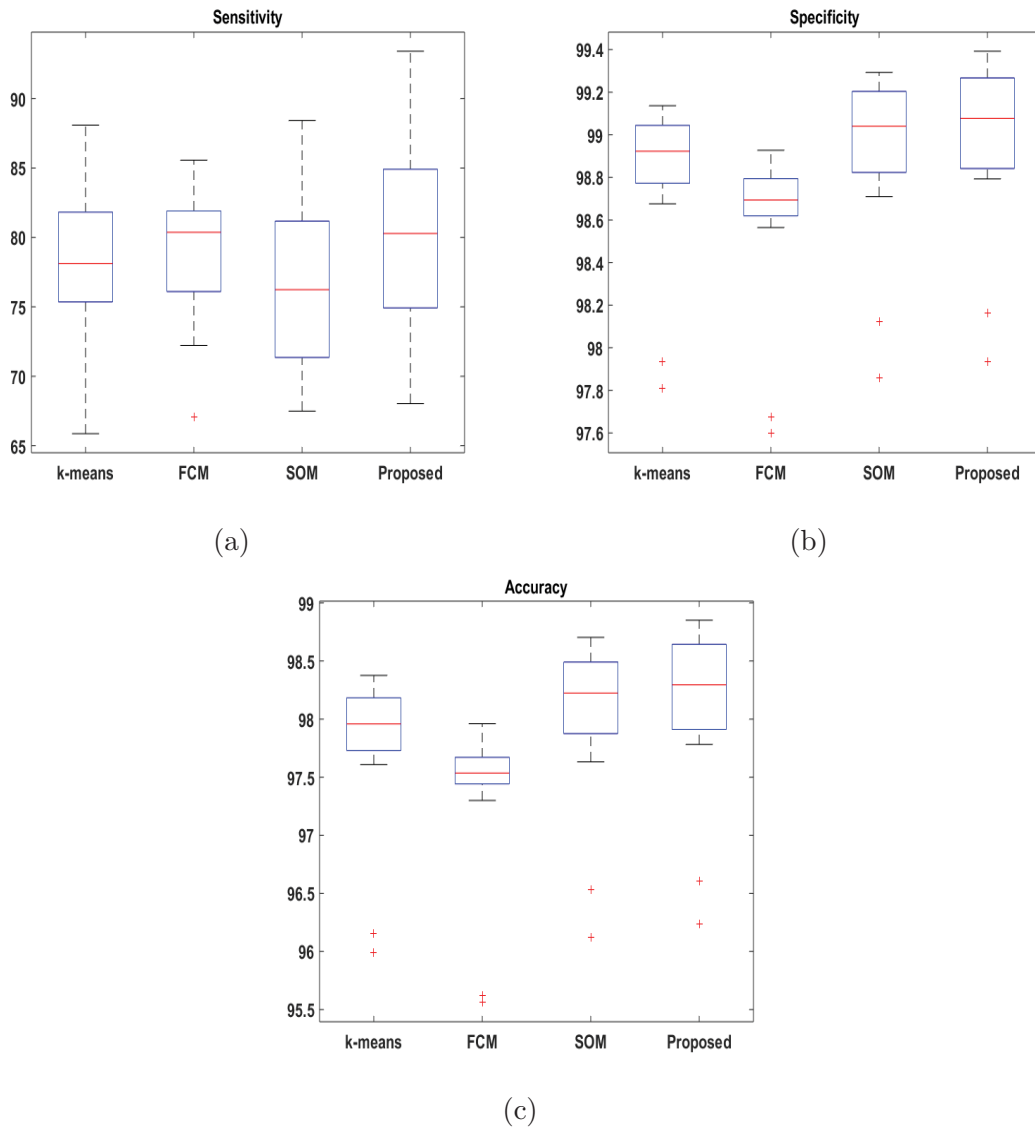 Sensitivity
90
85
80
75
70
65
k-means FCM SOM Proposed
(a)
Specificity
99.4
99.2
99
98.8
98.6
98.4
98.2
98
97.8
97.6
k-means FCM SOM Proposed
(b)
Accuracy
99
98.5
98
97.5
97
96.5
96
95.5
k-means FCM SOM Proposed
(c)